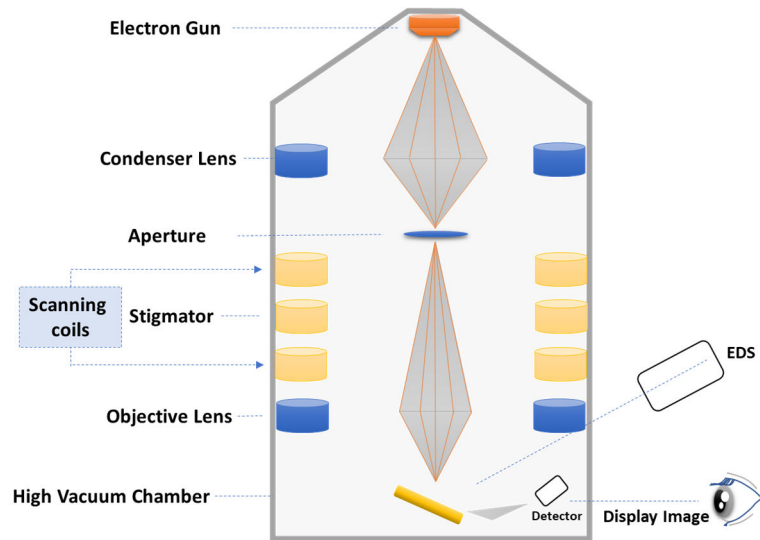 Electron Gun
Condenser Lens
Aperture
Scanning
coils
Stigmator
EDS
Objective Lens
High Vacuum Chamber
Detector
Display Image